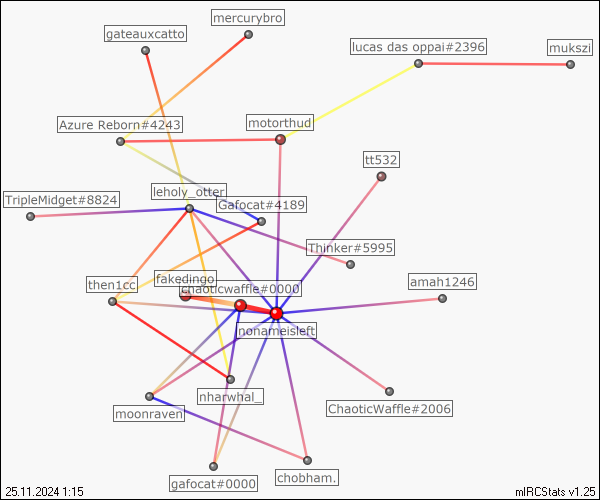 mercurybro
gateauxcatto
lucas das oppai#2396
mukszi
Azure Reborn#4243
motorthud
tt532
leholy_otter
TripleMidget#8824
Gafocat#4189
Thinker#5995
fakedingo
then1cc
chaoticwaffle#0000
amah1246
nonameisleft
nharwhal_
moonraven
ChaoticWaffle#2006
gafocat#0000
chobham.
25.11.2024 1:15
mIRCStats v1.25